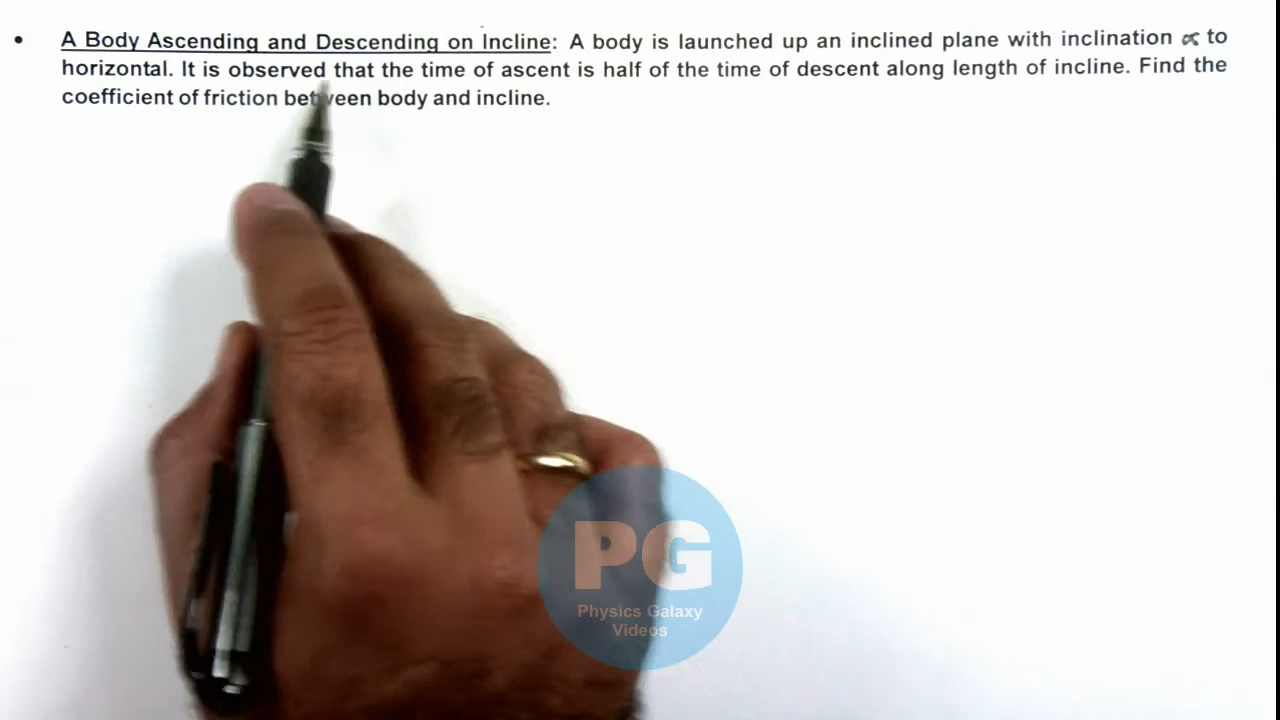 • A Body Ascending and Descending on Incline: A body is launched up an inclined plane with inclination α to
horizontal. It is observed that the time of ascent is half of the time of descent along length of incline. Find the
coefficient of friction between body and incline.
PG
Physics Galaxy
Videos